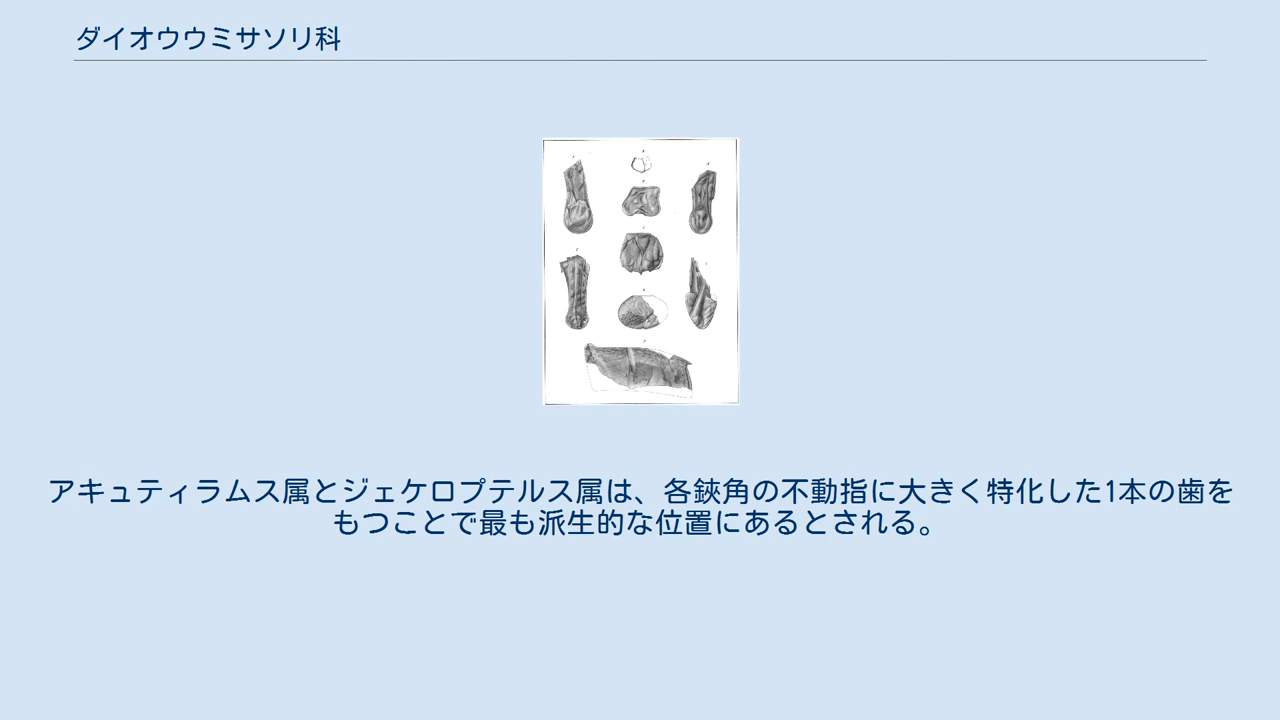 ダイオウウミサソリ科
アキュティラムス属とジェケロプテルス属は、各鋏角の不動指に大きく特化した1本の歯を
もつことで最も派生的な位置にあるとされる。